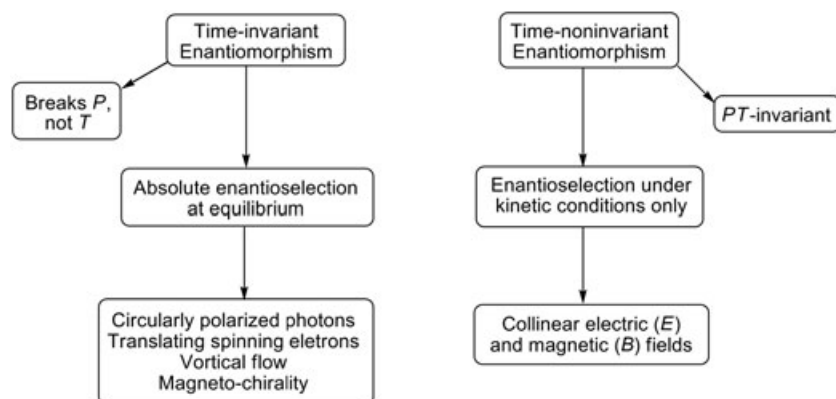 Time-invariant
Enantiomorphism
Time-noninvariant
Enantiomorphism
Breaks P,
not T
PT-invariant
Absolute enantioselection
at equilibrium
Enantioselection under
kinetic conditions only
Circularly polarized photons
Translating spinning eletrons
Vortical flow
Magneto-chirality
Collinear electric (E)
and magnetic (B) fields